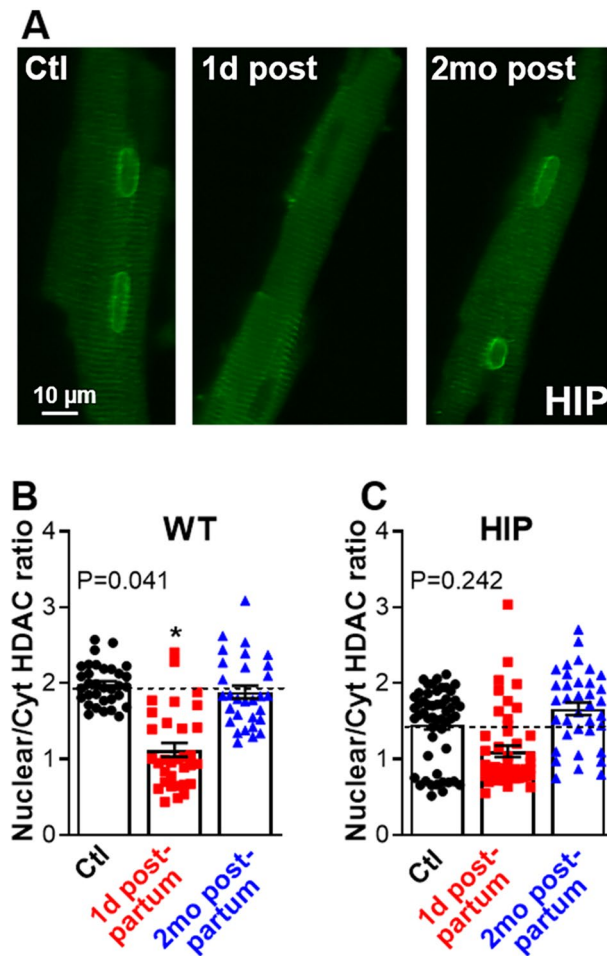 A
Ctl
1d post
2mo post
10 µm
HIP
B
WT
Nuclear/Cyt HDAC ratio
4
3
2
1
0
P=0.041
*
Ctl
1d post-
partum
2mo post-
partum
C
HIP
Nuclear/Cyt HDAC ratio
4
3
2
1
0
P=0.242
Ctl
1d post-
partum
2mo post-
partum